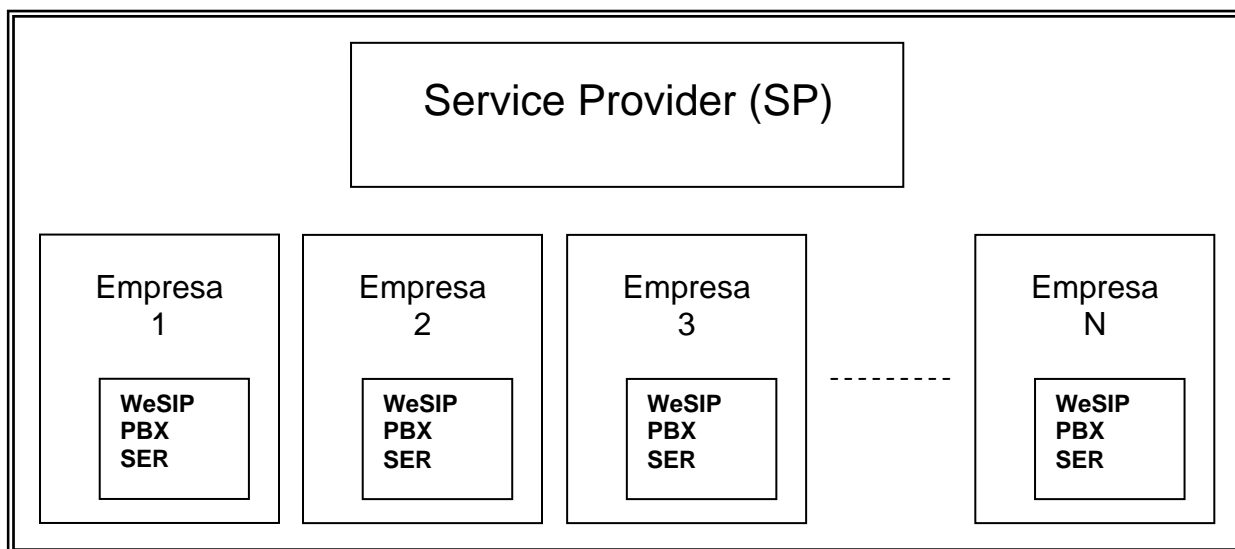 Service Provider (SP)
Empresa
1
WeSIP
PBX
SER
Empresa
2
WeSIP
PBX
SER
Empresa
3
WeSIP
PBX
SER
Empresa
N
WeSIP
PBX
SER